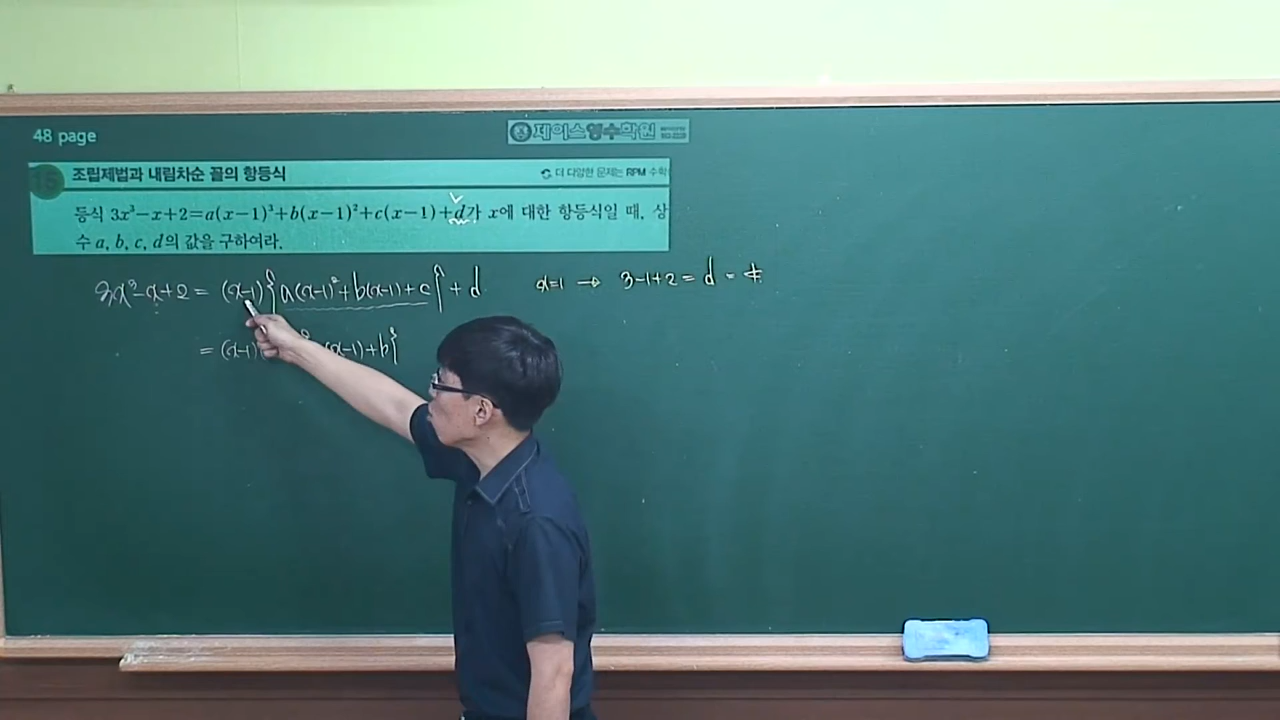 48 page
제이스영수학원
15 조립제법과 내림차순 꼴의 항등식
더 다양한 문제는 RPM 수학
등식 3x³-x+2=a(x-1)³+b(x-1)²+c(x-1)+d가 x에 대한 항등식일 때, 상
수 a, b, c, d의 값을 구하여라.
3x³-x+2 = (x-1){a(x-1)²+b(x-1)+c}+d x=1 → 3-1+2=d=4
= (x-1) (x-1)+b}